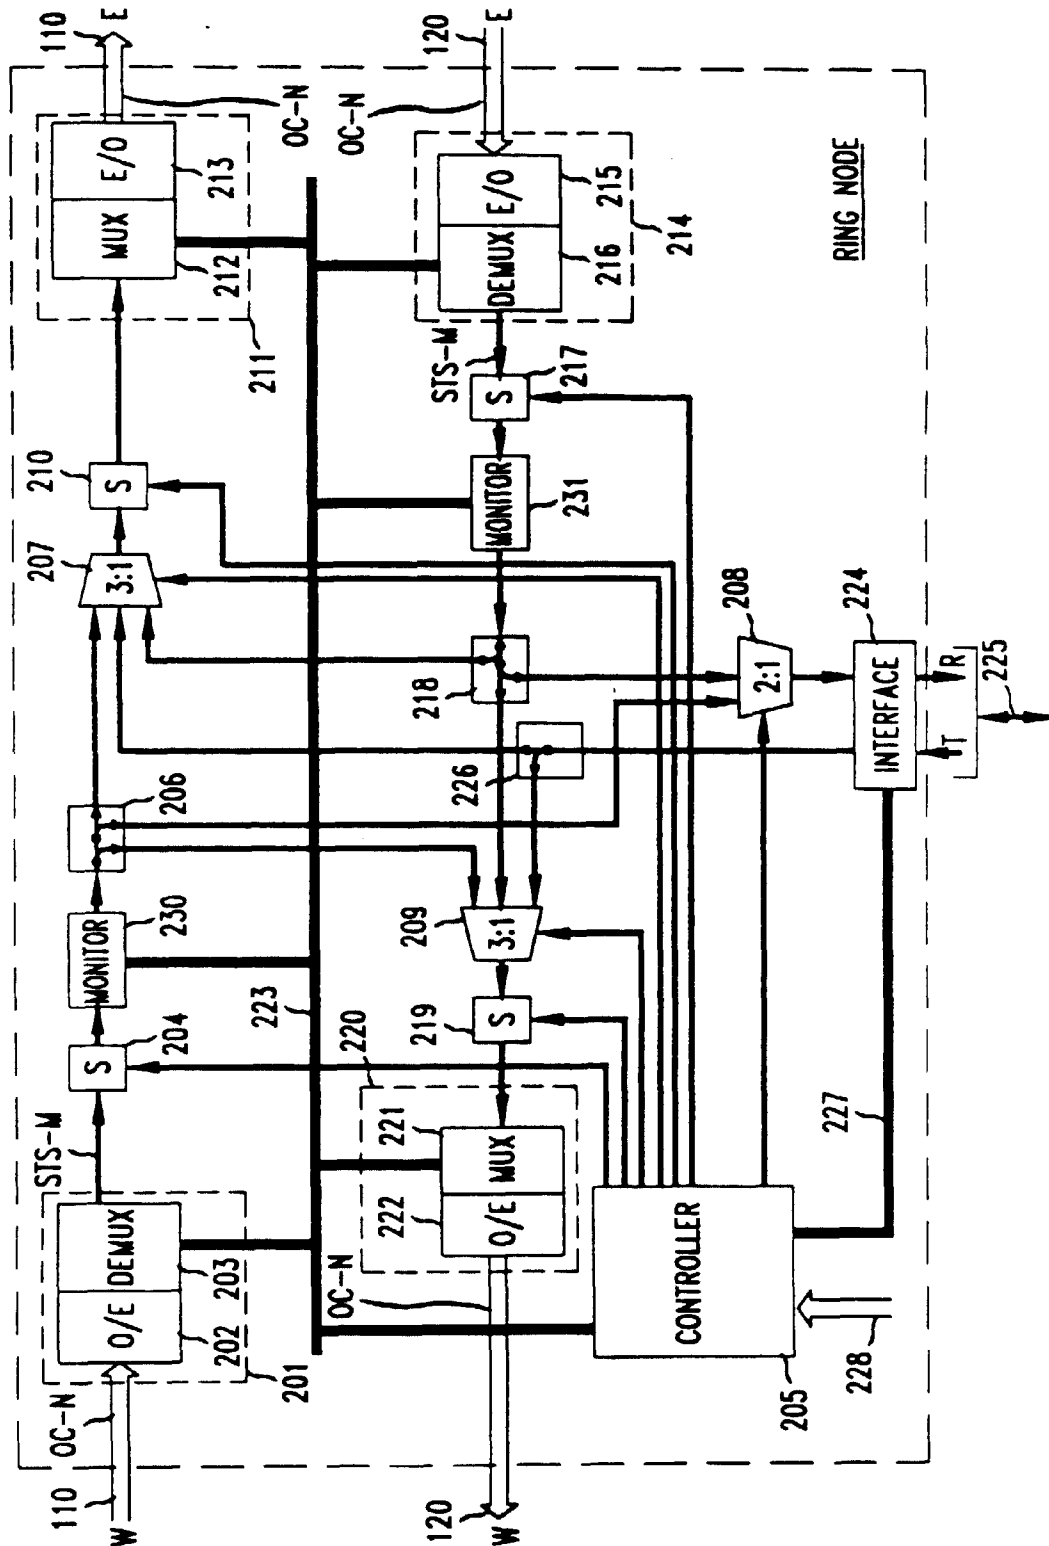 W
110
OC-N
O/E
DEMUX
202
203
201
STS-M
S
204
MONITOR
230
206
3:1
207
S
210
MUX
E/O
212
213
211
110
E
OC-N
223
120
W
OC-N
O/E
MUX
222
221
220
S
219
3:1
209
226
218
MONITOR
231
S
217
STS-M
DEMUX
E/O
216
215
214
OC-N
120
E
CONTROLLER
205
228
227
2:1
208
INTERFACE
224
T
R
225
RING NODE